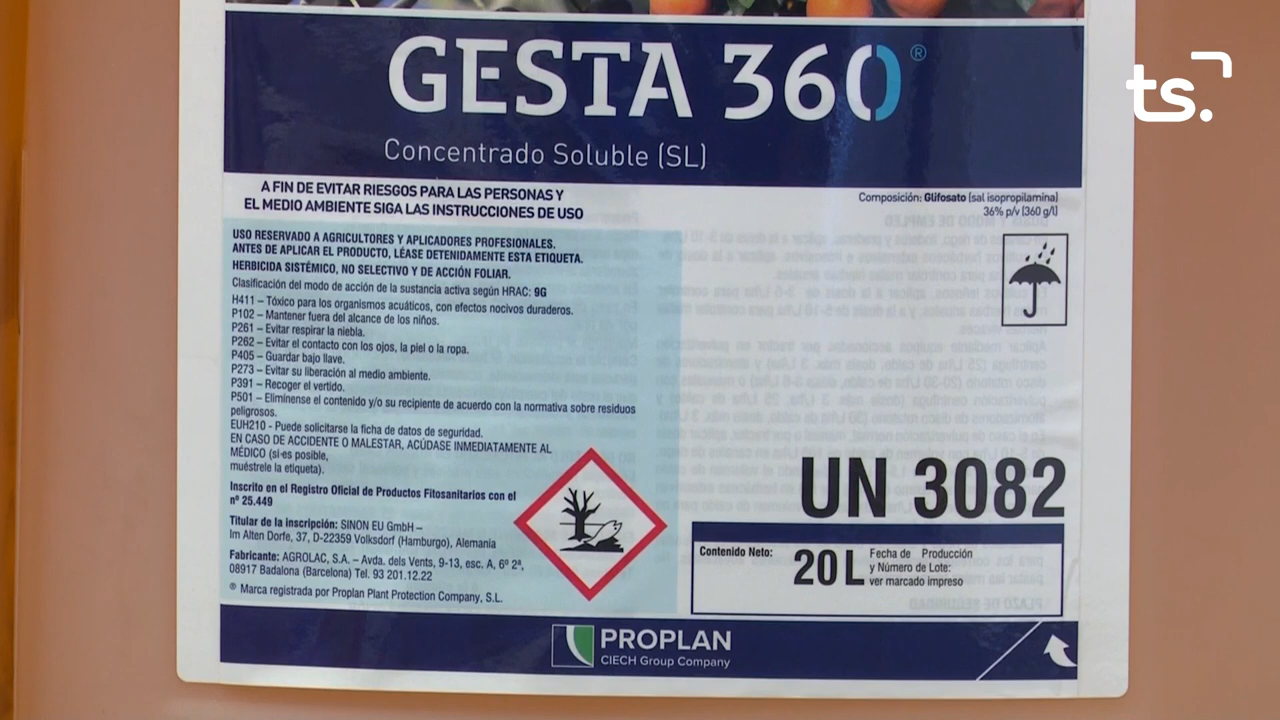 GESTA 360®
Concentrado Soluble (SL)
ts.
A FIN DE EVITAR RIESGOS PARA LAS PERSONAS Y
EL MEDIO AMBIENTE SIGA LAS INSTRUCCIONES DE USO
Composición: Glifosato (sal isopropilamina)
36% p/v (360 g/l)
USO RESERVADO A AGRICULTORES Y APLICADORES PROFESIONALES.
ANTES DE APLICAR EL PRODUCTO, LÉASE DETENIDAMENTE ESTA ETIQUETA.
HERBICIDA SISTÉMICO, NO SELECTIVO Y DE ACCIÓN FOLIAR.
Clasificación del modo de acción de la sustancia activa según HRAC: 9G
H411 – Tóxico para los organismos acuáticos, con efectos nocivos duraderos.
P102 – Mantener fuera del alcance de los niños.
P261 – Evitar respirar la niebla.
P262 – Evitar el contacto con los ojos, la piel o la ropa.
P405 – Guardar bajo llave.
P273 – Evitar su liberación al medio ambiente.
P391 – Recoger el vertido.
P501 – Elimínense el contenido y/o su recipiente de acuerdo con la normativa sobre residuos
peligrosos.
EUH210 - Puede solicitarse la ficha de datos de seguridad.
EN CASO DE ACCIDENTE O MALESTAR, ACÚDASE INMEDIATAMENTE AL
MÉDICO (si es posible,
muéstrele la etiqueta).
Inscrito en el Registro Oficial de Productos Fitosanitarios con el
nº 25.449
Titular de la inscripción: SINON EU GmbH –
Im Alten Dorfe, 37, D-22359 Volksdorf (Hamburgo), Alemania
Fabricante: AGROLAC, S.A. – Avda. dels Vents, 9-13, esc. A, 6º 2ª,
08917 Badalona (Barcelona) Tel. 93 201.12.22
® Marca registrada por Proplan Plant Protection Company, S.L.
UN 3082
Contenido Neto: 20 L
Fecha de Producción
y Número de Lote:
ver marcado impreso
PROPLAN
CIECH Group Company